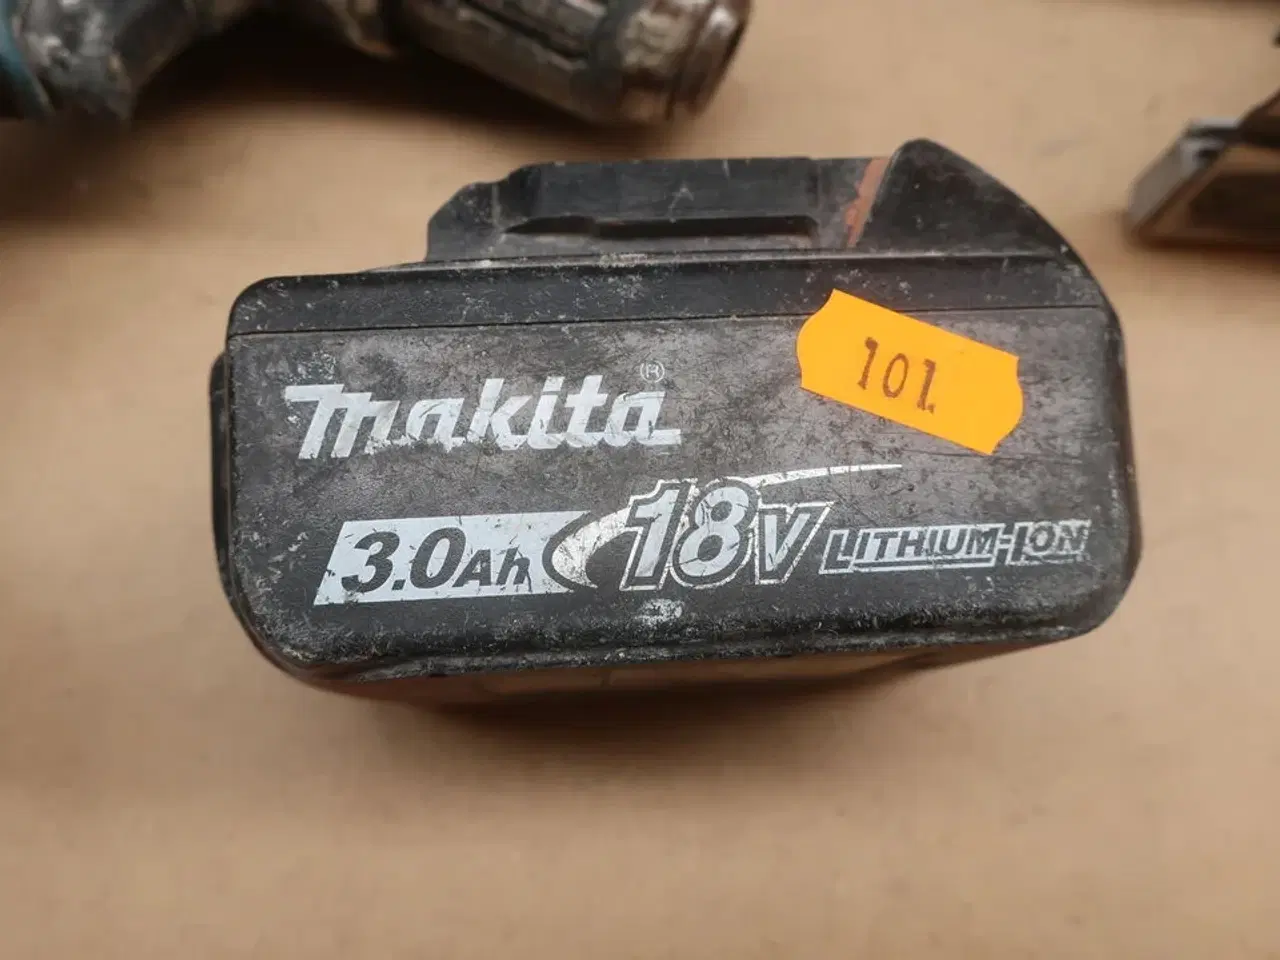 makita®
101.
3.0Ah 18V LITHIUM-ION